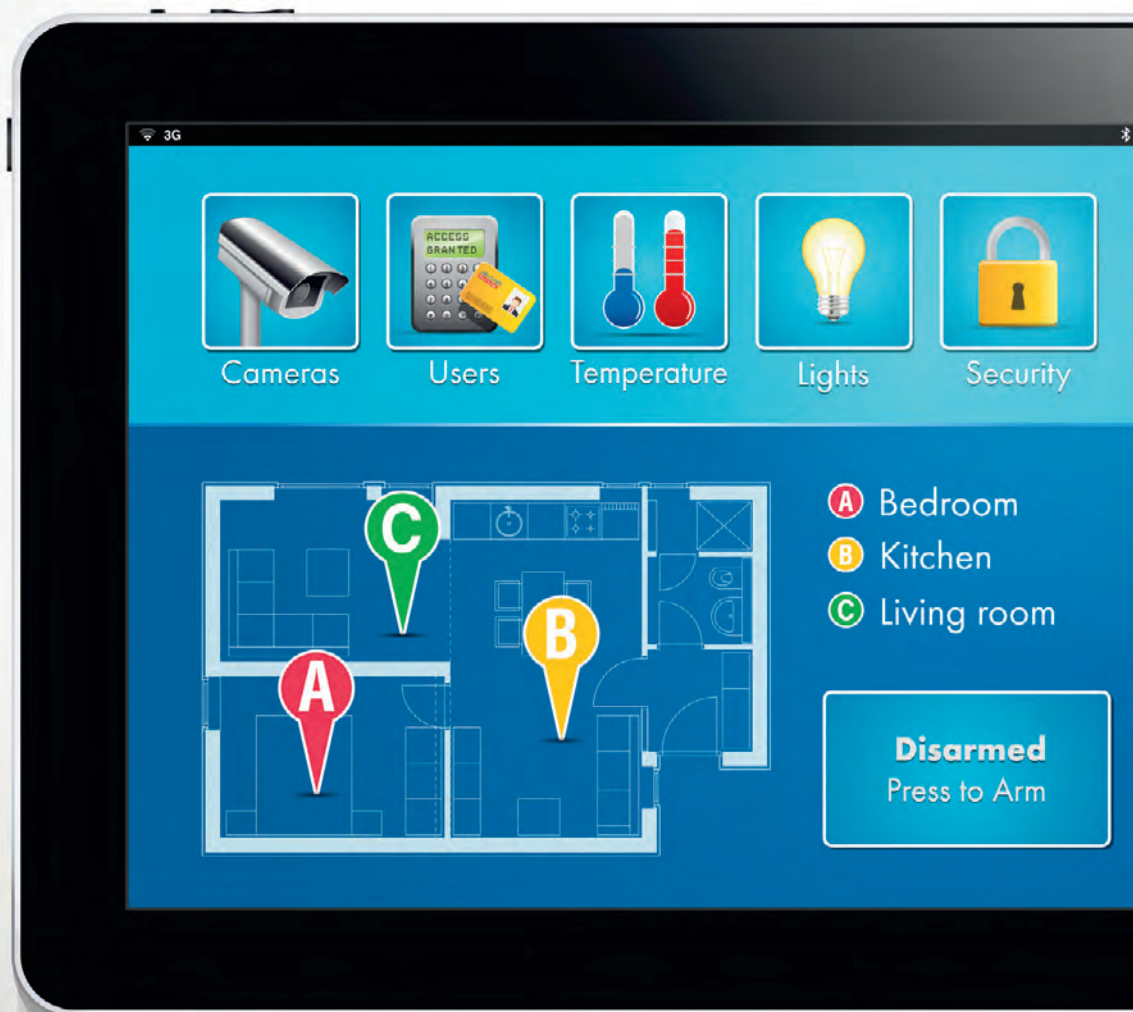 3G
ACCESS
GRANTED
Cameras
Users
Temperature
Lights
Security
C
A Bedroom
B Kitchen
C Living room
B
A
Disarmed
Press to Arm